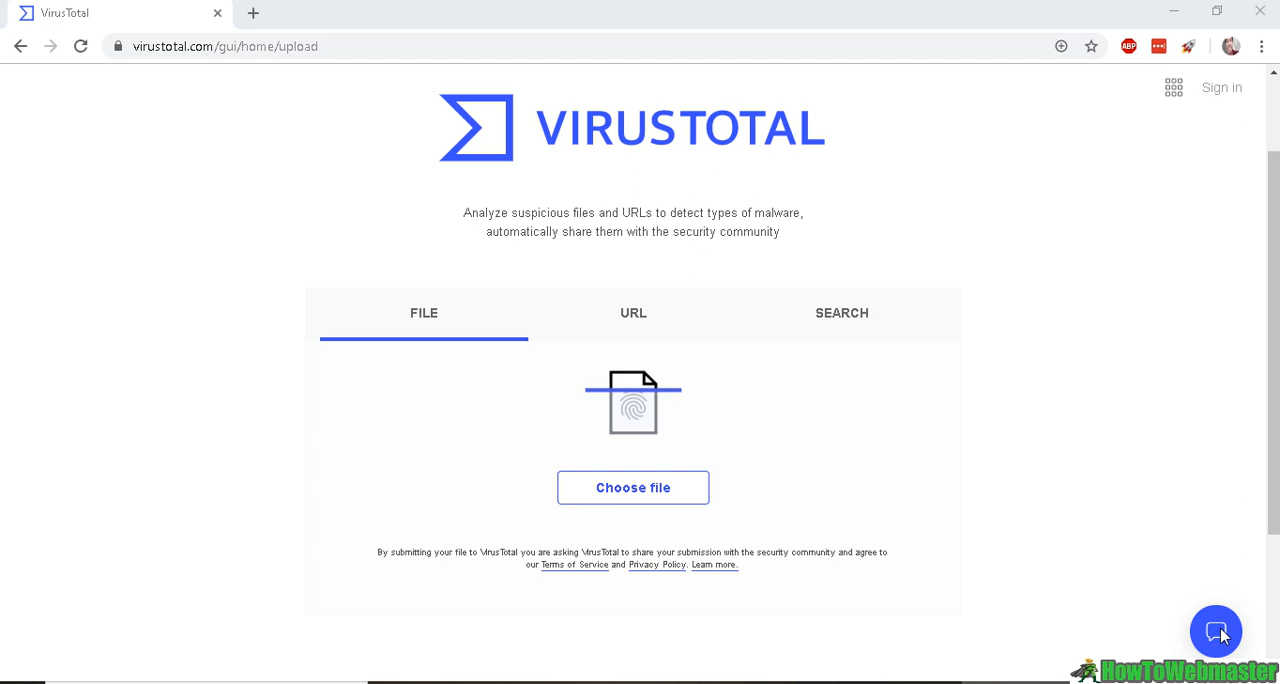 VirusTotal
virustotal.com/gui/home/upload
ABP
Sign in
VIRUSTOTAL
Analyze suspicious files and URLs to detect types of malware,
automatically share them with the security community
FILE URL SEARCH
Choose file
By submitting your file to VirusTotal you are asking VirusTotal to share your submission with the security community and agree to
our Terms of Service and Privacy Policy. Learn more.
HowToWebmaster